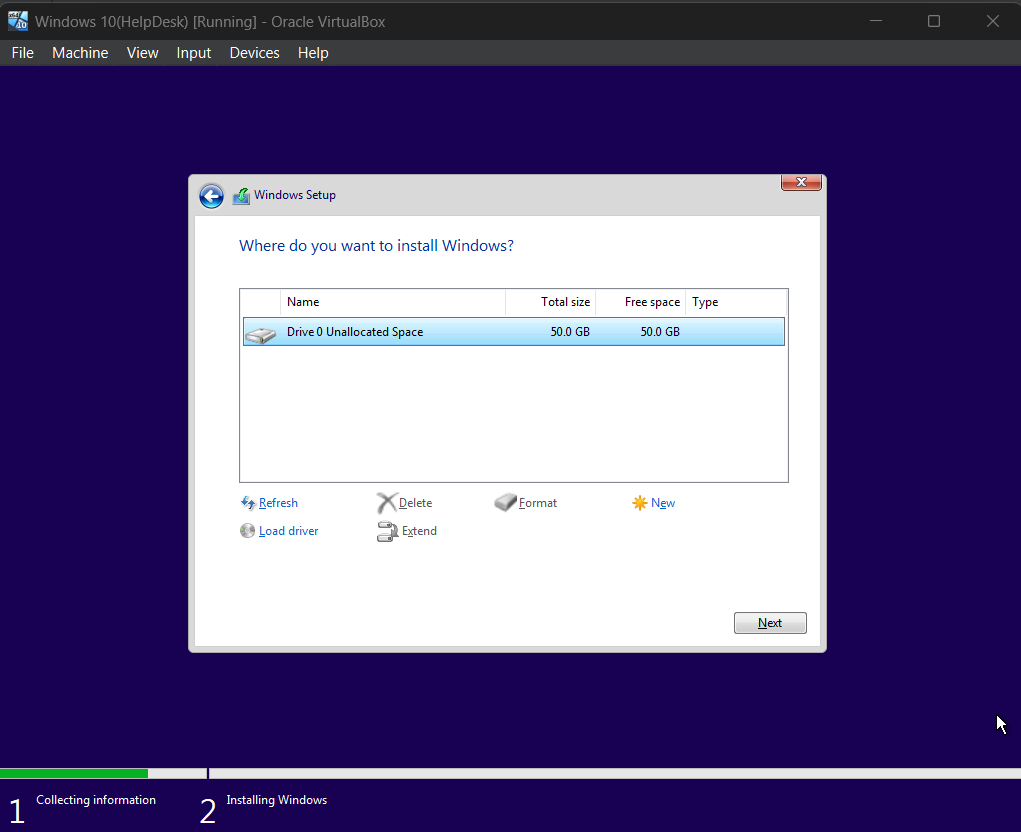 Windows 10(HelpDesk) [Running] - Oracle VirtualBox
File Machine View Input Devices Help
Windows Setup
Where do you want to install Windows?
Name Total size Free space Type
Drive 0 Unallocated Space 50.0 GB 50.0 GB
Refresh Delete Format New
Load driver Extend
Next
1 Collecting information 2 Installing Windows